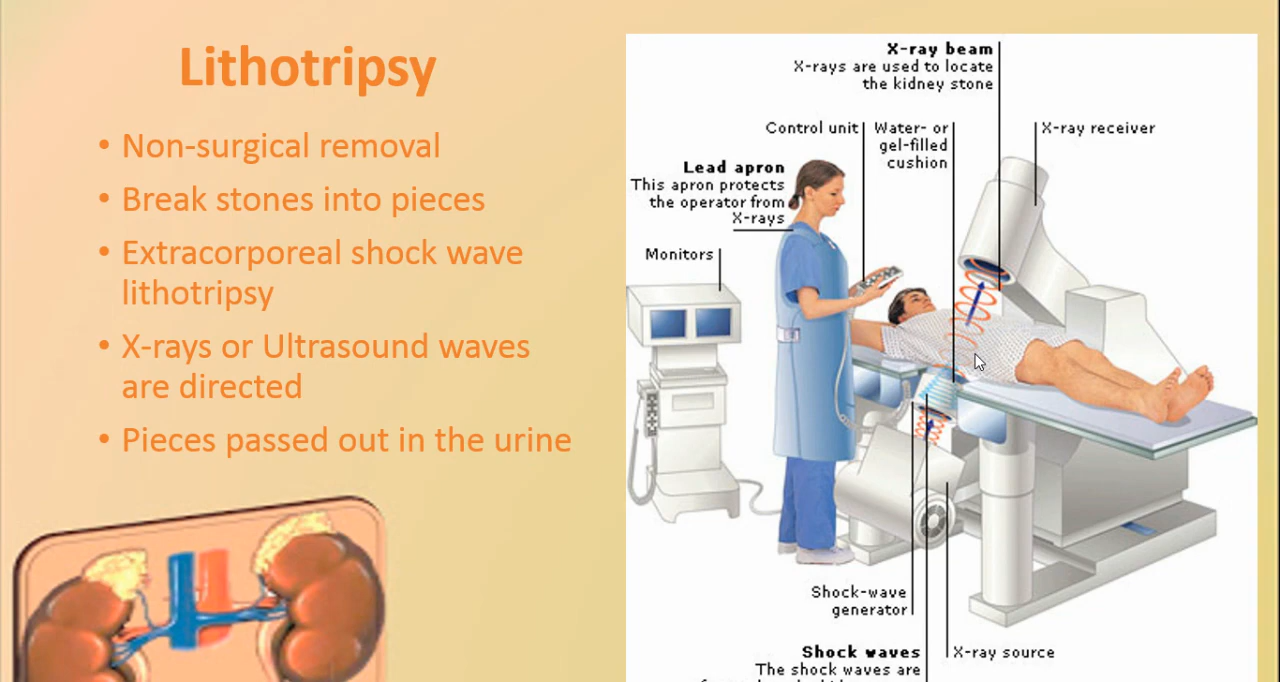 Lithotripsy
• Non-surgical removal
• Break stones into pieces
• Extracorporeal shock wave
lithotripsy
• X-rays or Ultrasound waves
are directed
• Pieces passed out in the urine
X-ray beam
X-rays are used to locate
the kidney stone
Control unit
Water- or
gel-filled
cushion
X-ray receiver
Lead apron
This apron protects
the operator from
X-rays
Monitors
Shock-wave
generator
Shock waves
The shock waves are
X-ray source